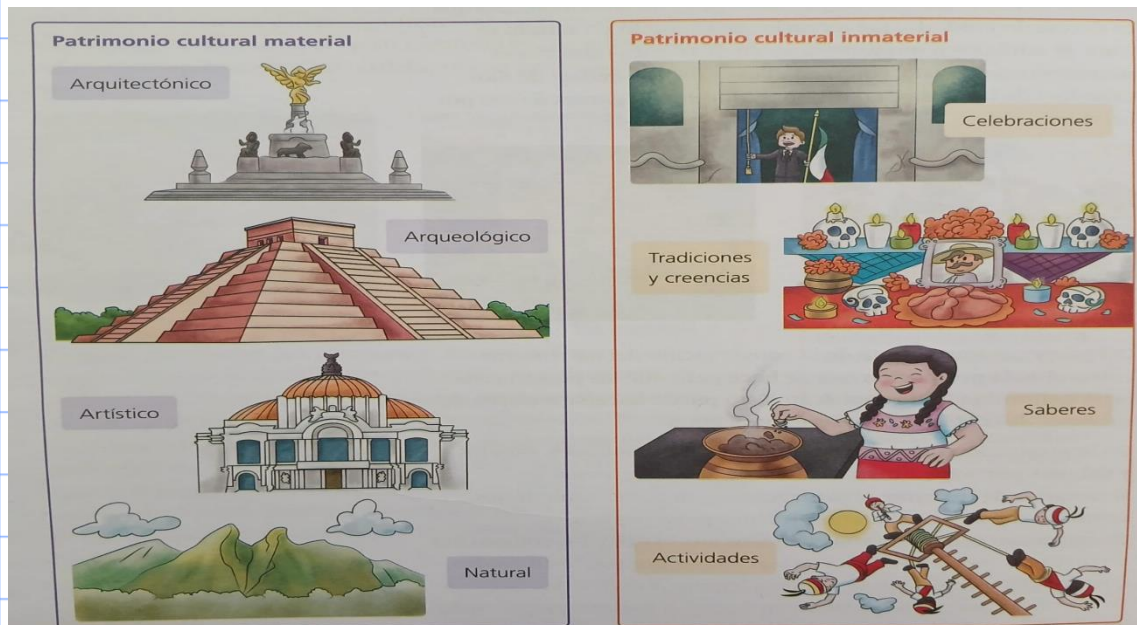 Patrimonio cultural material
Arquitectónico
Arqueológico
Artístico
Natural
Patrimonio cultural inmaterial
Celebraciones
Tradiciones
y creencias
Saberes
Actividades